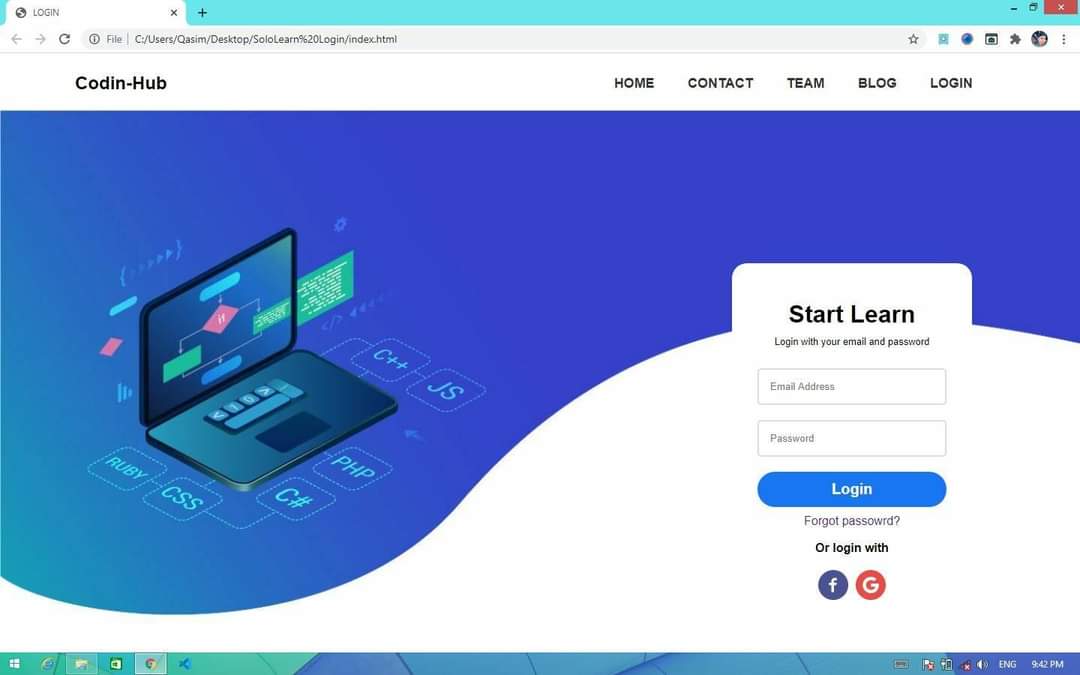 LOGIN
File
C:/Users/Qasim/Desktop/SoloLearn%20Login/index.html
Codin-Hub
HOME CONTACT TEAM BLOG LOGIN
if
C++
JS
RUBY
CSS
C#
PHP
Start Learn
Login with your email and password
Email Address
Password
Login
Forgot passowrd?
Or login with
f G
ENG 9:42 PM